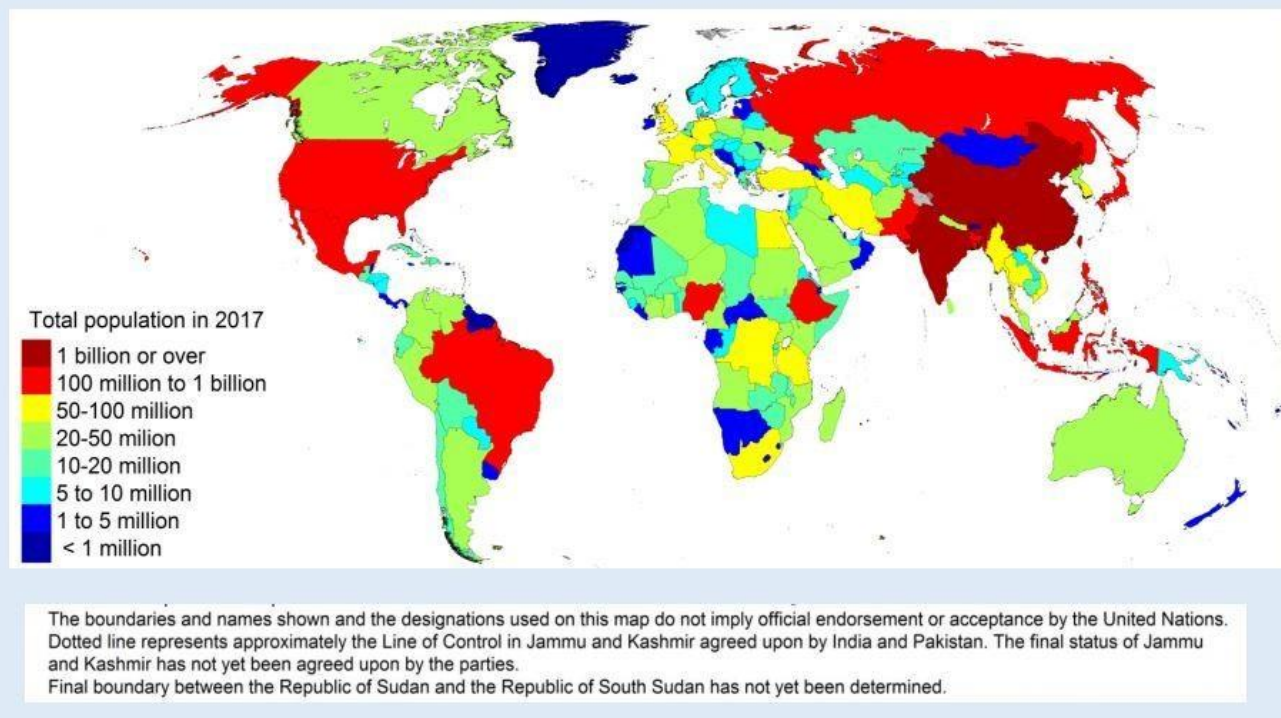 Total population in 2017
1 billion or over
100 million to 1 billion
50-100 million
20-50 milion
10-20 million
5 to 10 million
1 to 5 million
< 1 million
The boundaries and names shown and the designations used on this map do not imply official endorsement or acceptance by the United Nations.
Dotted line represents approximately the Line of Control in Jammu and Kashmir agreed upon by India and Pakistan. The final status of Jammu
and Kashmir has not yet been agreed upon by the parties.
Final boundary between the Republic of Sudan and the Republic of South Sudan has not yet been determined.